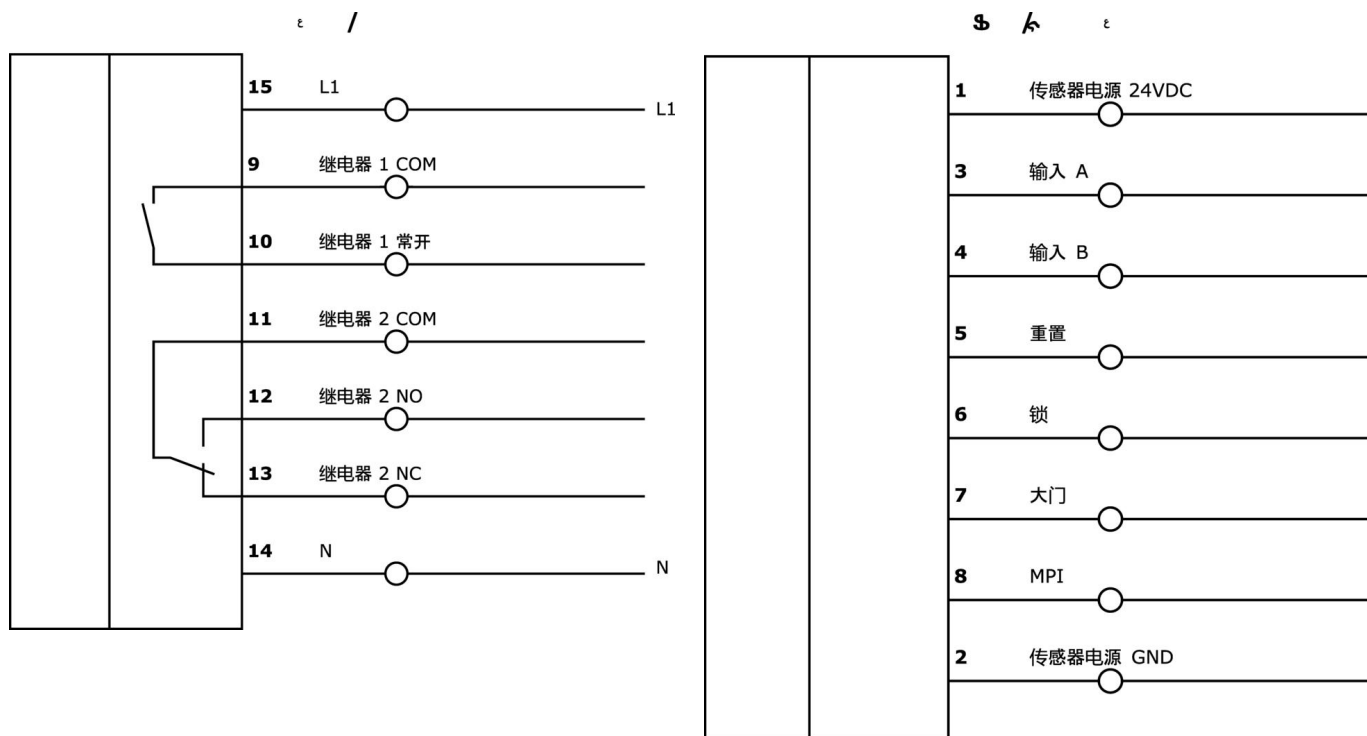 15 L1
L1
9 继电器 1 COM
10 继电器 1 常开
11 继电器 2 COM
12 继电器 2 NO
13 继电器 2 NC
14 N
N
1 传感器电源 24VDC
3 输入 A
4 输入 B
5 重置
6 锁
7 大门
8 MPI
2 传感器电源 GND